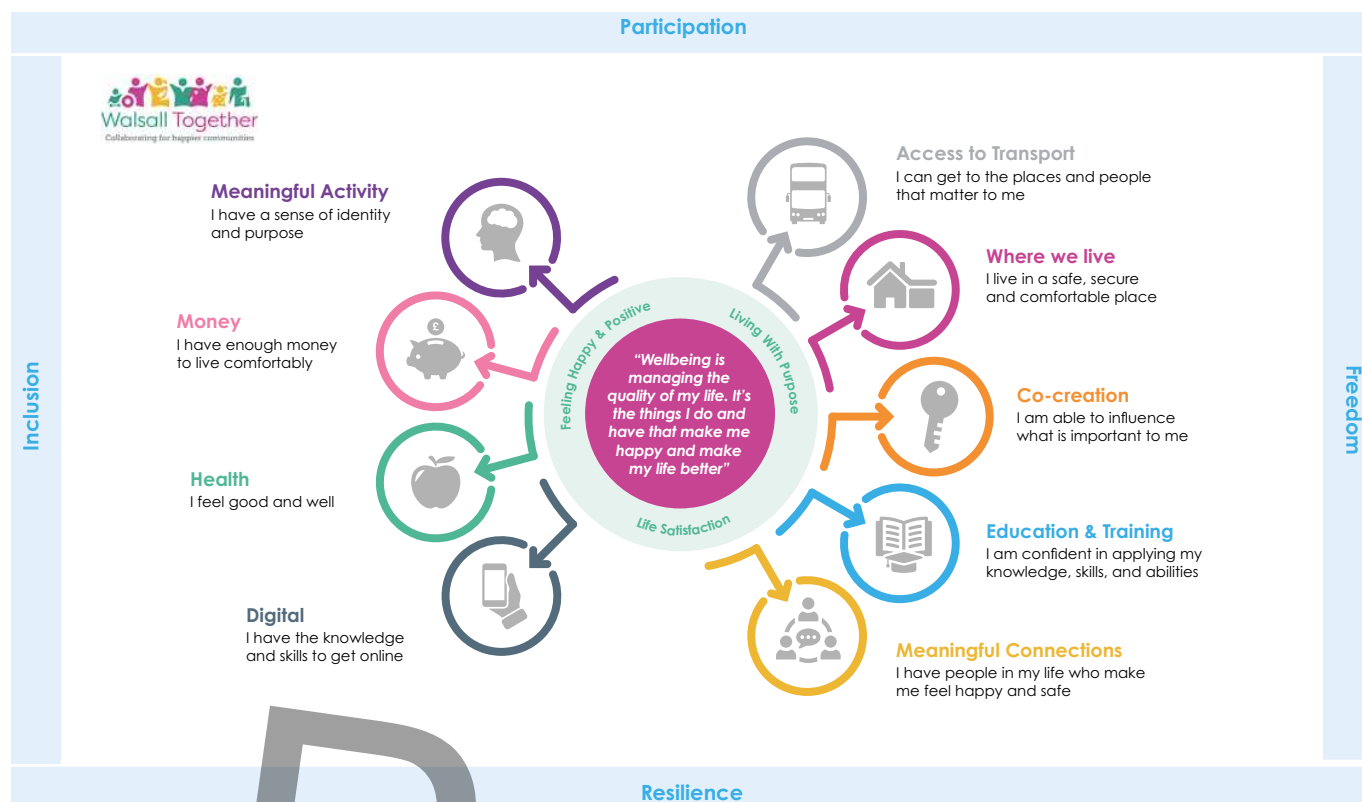 Participation
Walsall Together
Collaborating for happier communities
Inclusion
Freedom
Meaningful Activity
I have a sense of identity
and purpose
Money
I have enough money
to live comfortably
£
Health
I feel good and well
Digital
I have the knowledge
and skills to get online
Feeling Happy & Positive
Living With Purpose
Life Satisfaction
“Wellbeing is
managing the
quality of my life. It’s
the things I do and
have that make me
happy and make
my life better”
Access to Transport
I can get to the places and people
that matter to me
Where we live
I live in a safe, secure
and comfortable place
Co-creation
I am able to influence
what is important to me
Education & Training
I am confident in applying my
knowledge, skills, and abilities
Meaningful Connections
I have people in my life who make
me feel happy and safe
Resilience